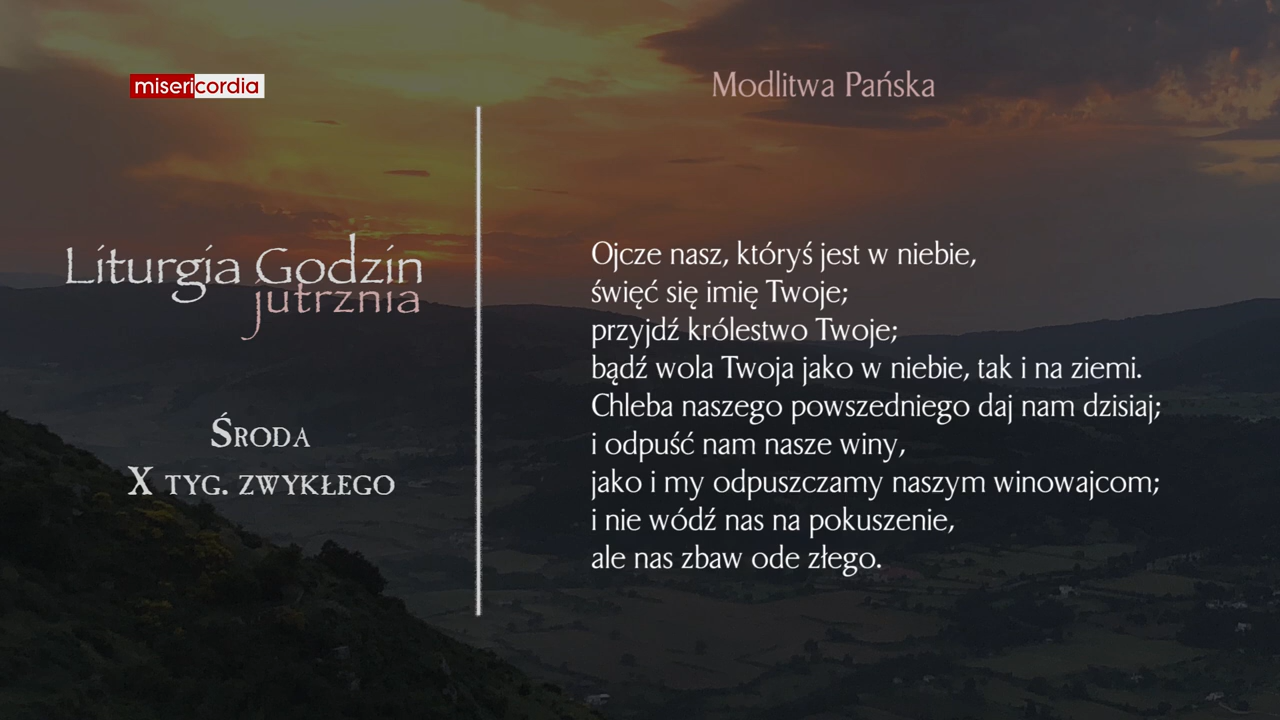 misericordia
Liturgia Godzin
jutrznia
Środa
X tyg. zwykłego
Modlitwa Pańska
Ojcze nasz, któryś jest w niebie,
święć się imię Twoje;
przyjdź królestwo Twoje;
bądź wola Twoja jako w niebie, tak i na ziemi.
Chleba naszego powszedniego daj nam dzisiaj;
i odpuść nam nasze winy,
jako i my odpuszczamy naszym winowajcom;
i nie wódź nas na pokuszenie,
ale nas zbaw ode złego.